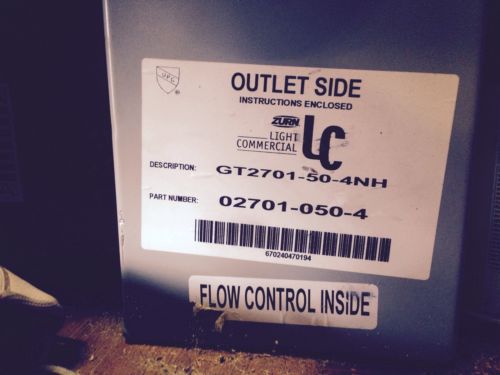 UPC
OUTLET SIDE
INSTRUCTIONS ENCLOSED
ZURN
LIGHT
COMMERCIAL
LC
DESCRIPTION: GT2701-50-4NH
PART NUMBER: 02701-050-4
670240470194
FLOW CONTROL INSIDE